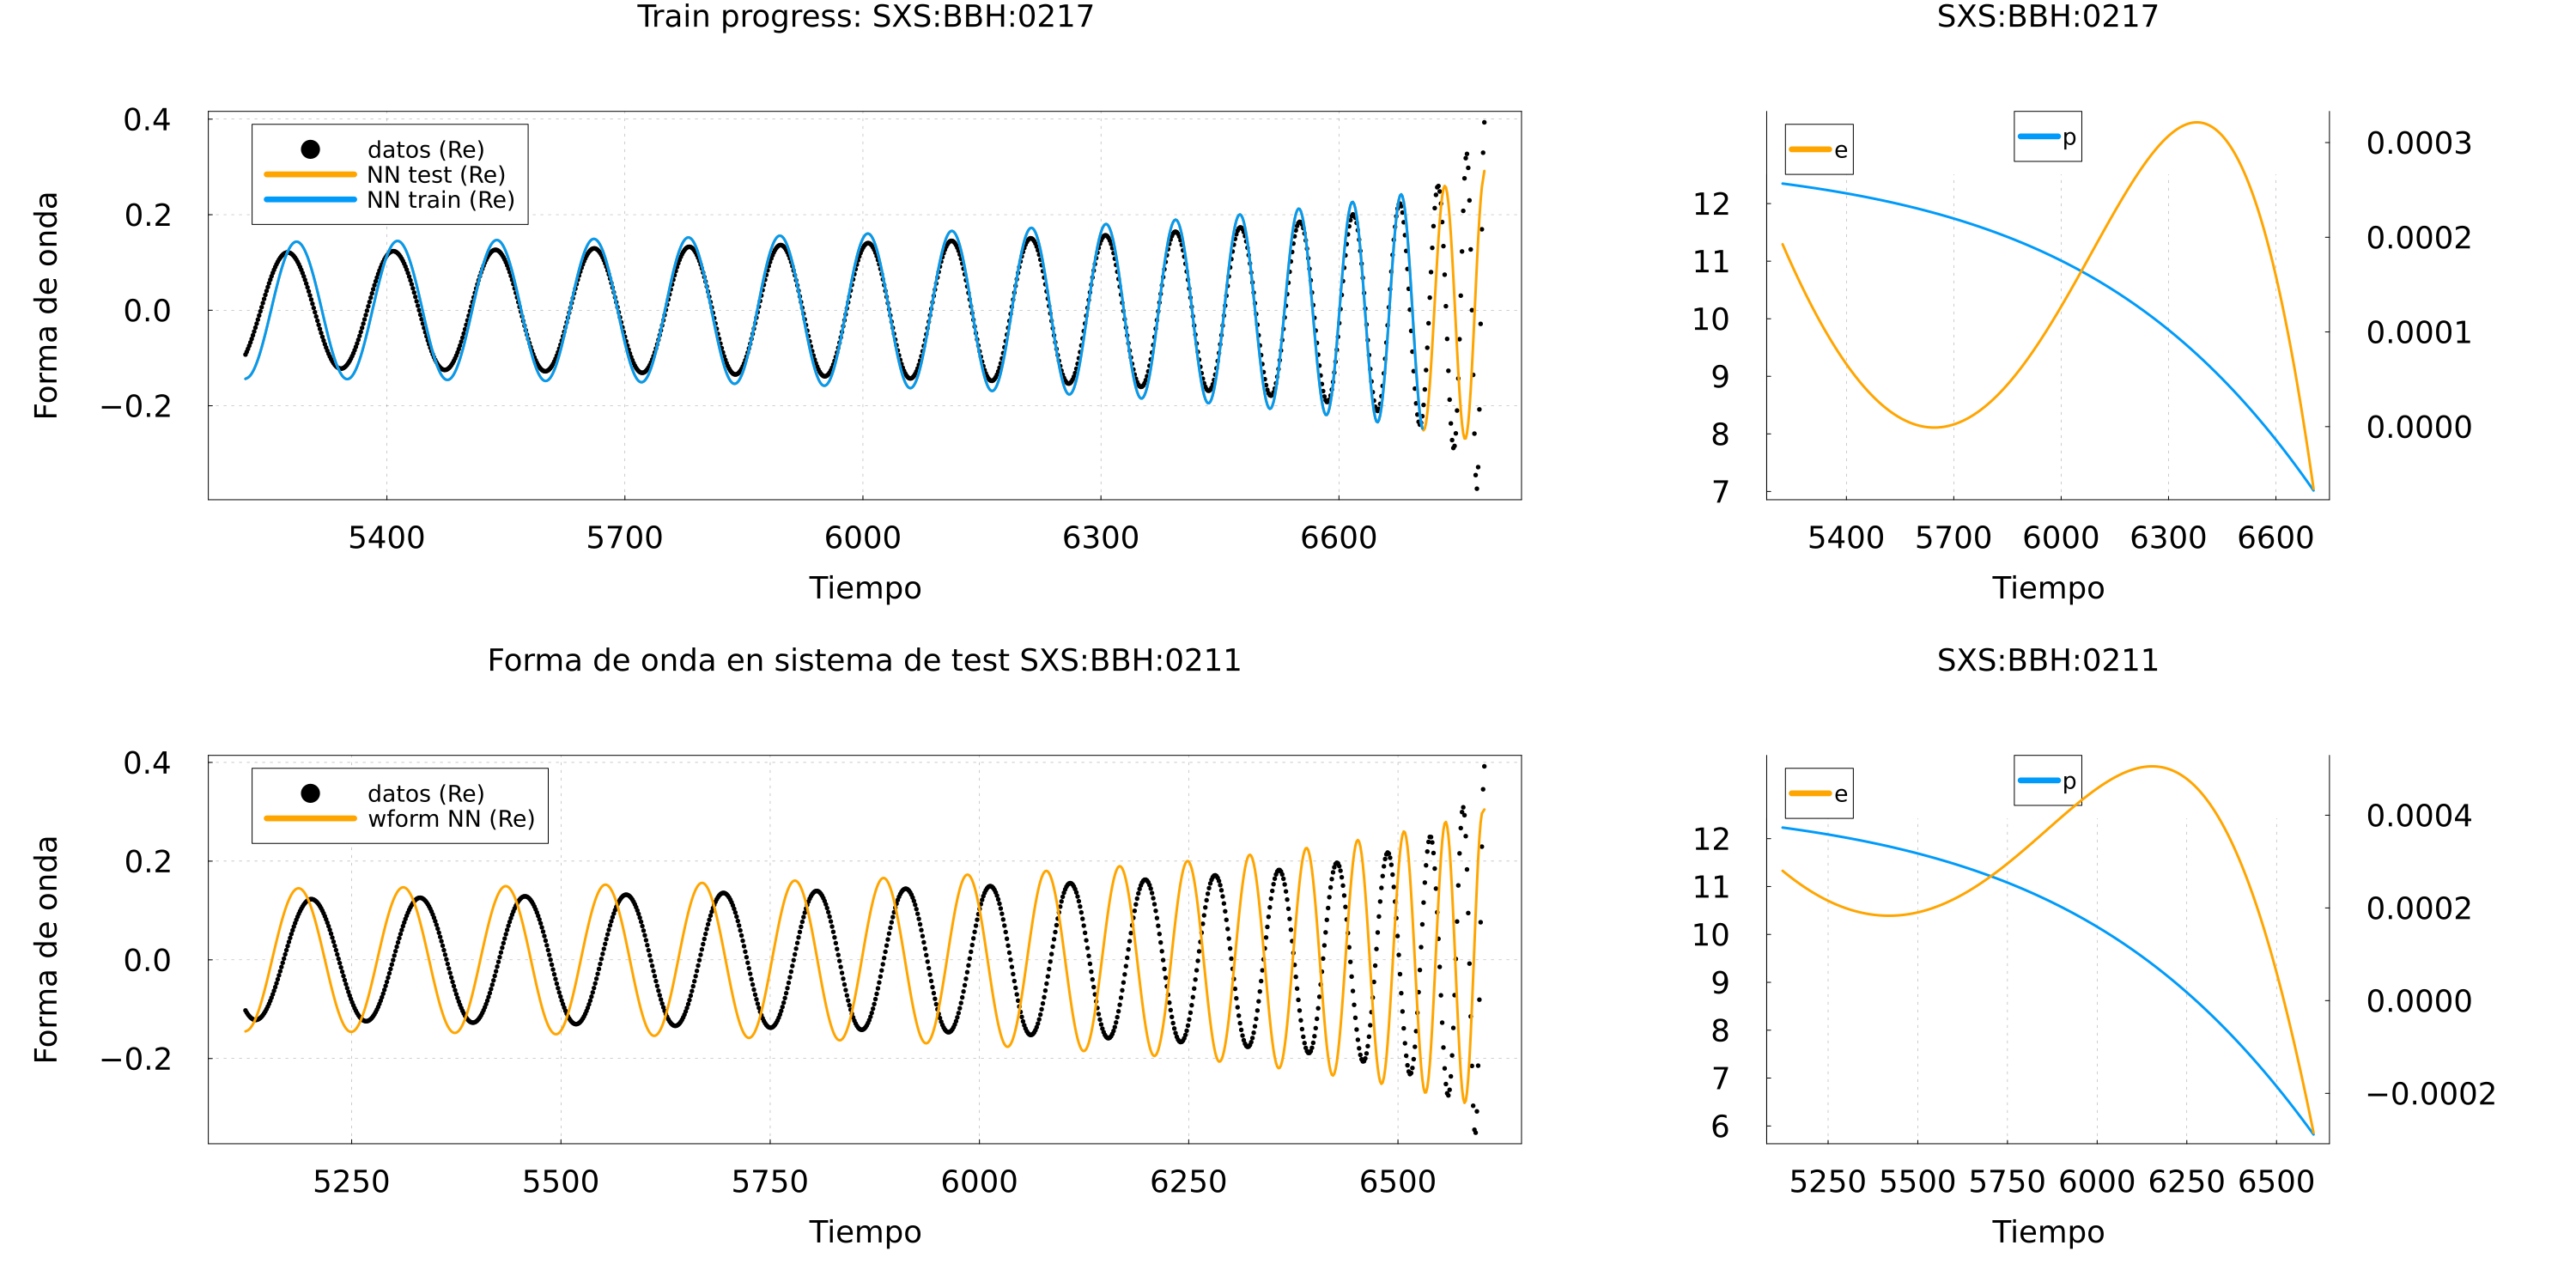 Train progress: SXS:BBH:0217
0.4
0.2
0.0
−0.2
Forma de onda
datos (Re)
NN test (Re)
NN train (Re)
5400 5700 6000 6300 6600
Tiempo
SXS:BBH:0217
e
p
12
11
10
9
8
7
0.0003
0.0002
0.0001
0.0000
5400 5700 6000 6300 6600
Tiempo
Forma de onda en sistema de test SXS:BBH:0211
0.4
0.2
0.0
−0.2
Forma de onda
datos (Re)
wform NN (Re)
5250 5500 5750 6000 6250 6500
Tiempo
SXS:BBH:0211
e
p
12
11
10
9
8
7
6
0.0004
0.0002
0.0000
−0.0002
5250 5500 5750 6000 6250 6500
Tiempo